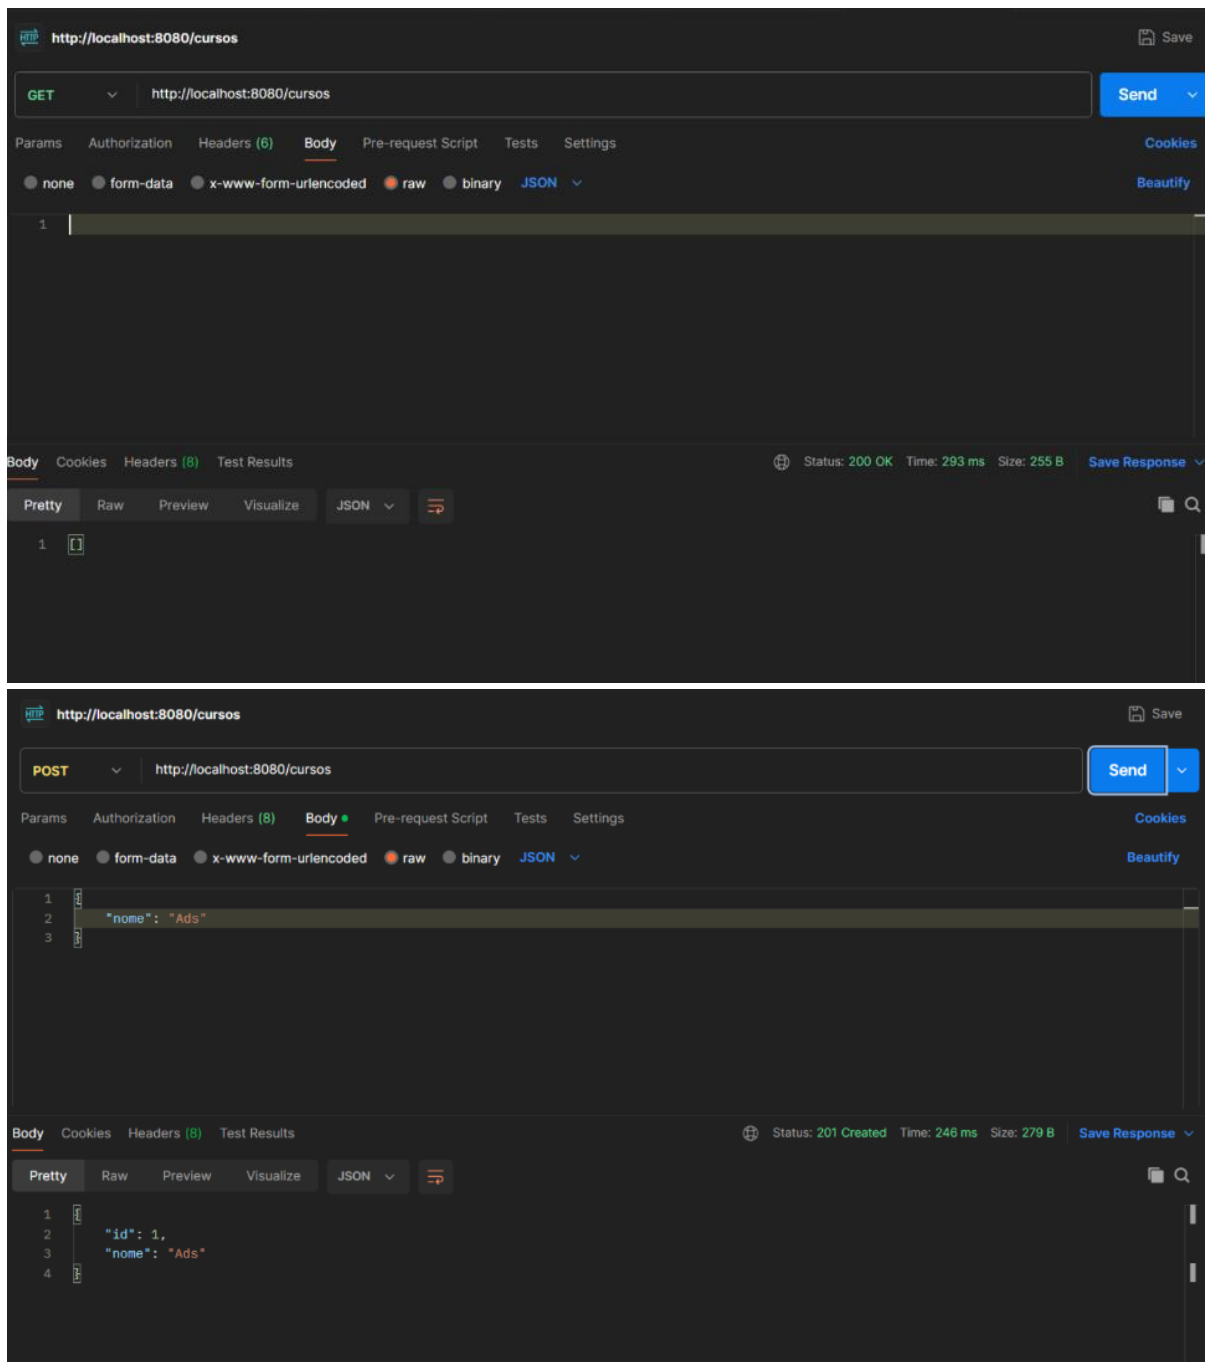 HTTP http://localhost:8080/cursos Save
GET http://localhost:8080/cursos Send
Params Authorization Headers (6) Body Pre-request Script Tests Settings Cookies
none form-data x-www-form-urlencoded raw binary JSON Beautify
1
Body Cookies Headers (8) Test Results Status: 200 OK Time: 293 ms Size: 255 B Save Response
Pretty Raw Preview Visualize JSON
1 []
HTTP http://localhost:8080/cursos Save
POST http://localhost:8080/cursos Send
Params Authorization Headers (8) Body Pre-request Script Tests Settings Cookies
none form-data x-www-form-urlencoded raw binary JSON Beautify
1 {
2 "nome": "Ads"
3 }
Body Cookies Headers (8) Test Results Status: 201 Created Time: 246 ms Size: 279 B Save Response
Pretty Raw Preview Visualize JSON
1 {
2 "id": 1,
3 "nome": "Ads"
4 }